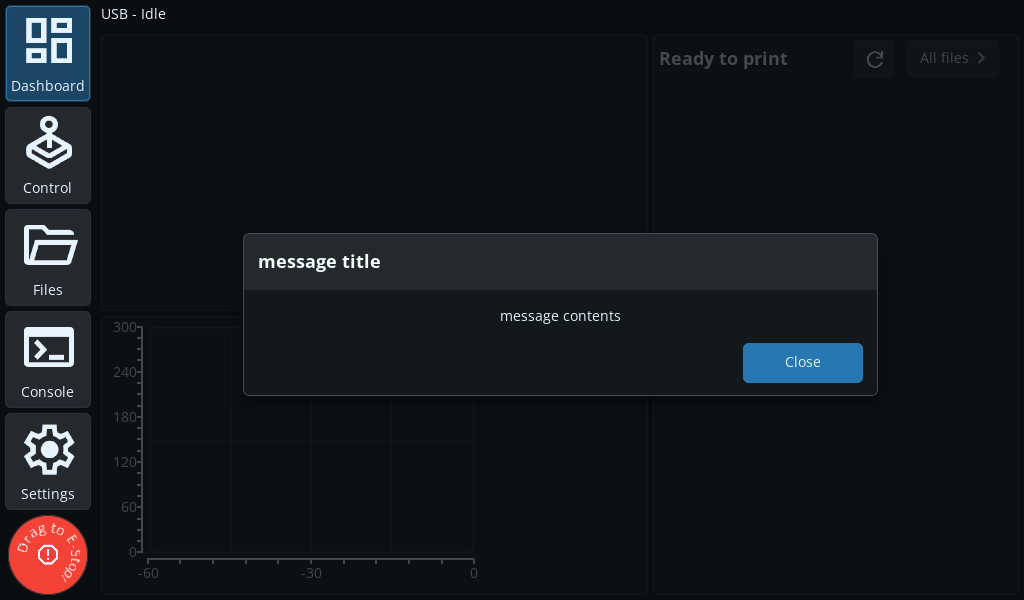 USB - Idle
Dashboard
Control
Files
Console
Settings
Drag to E-Stop!
Ready to print
All files
message title
message contents
Close
300
240
180
120
60
0
-60
-30
0